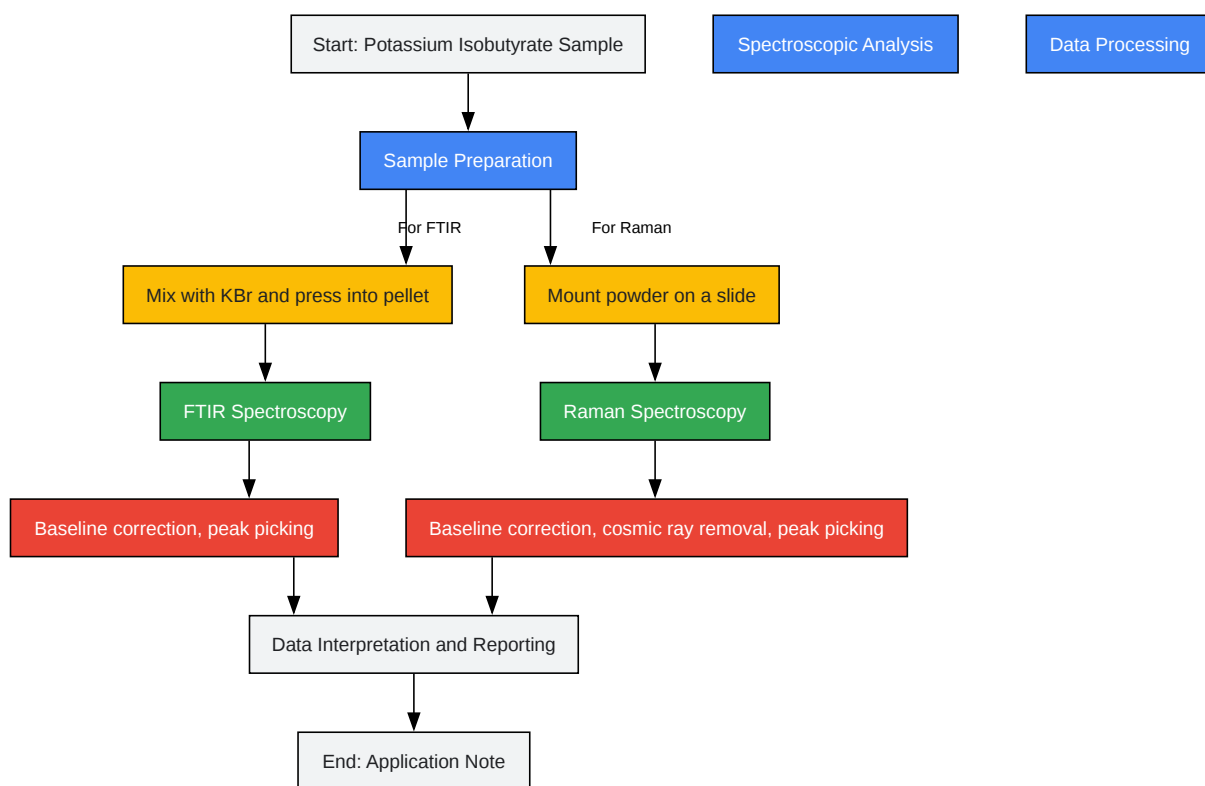 Start: Potassium Isobutyrate Sample
Spectroscopic Analysis
Data Processing
Sample Preparation
For FTIR
For Raman
Mix with KBr and press into pellet
Mount powder on a slide
FTIR Spectroscopy
Raman Spectroscopy
Baseline correction, peak picking
Baseline correction, cosmic ray removal, peak picking
Data Interpretation and Reporting
End: Application Note